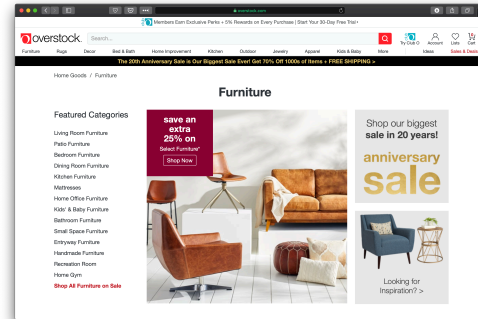 overstock.com
Members Earn Exclusive Perks + 5% Rewards on Every Purchase | Start Your 30-Day Free Trial ›
overstock.
Search...
Try Club O
Account
Lists
Cart
Furniture Rugs Decor Bed & Bath Home Improvement Kitchen Outdoor Jewelry Apparel Kids & Baby More Ideas Sales & Deals
The 20th Anniversary Sale is Our Biggest Sale Ever! Get 70% Off 1000s of Items + FREE SHIPPING >
Home Goods / Furniture
Furniture
Featured Categories
Living Room Furniture
Patio Furniture
Bedroom Furniture
Dining Room Furniture
Kitchen Furniture
Mattresses
Home Office Furniture
Kids' & Baby Furniture
Bathroom Furniture
Small Space Furniture
Entryway Furniture
Handmade Furniture
Recreation Room
Home Gym
Shop All Furniture on Sale
save an
extra
25% on
Select Furniture*
Shop Now
Shop our biggest
sale in 20 years!
anniversary
sale
Looking for
Inspiration? >